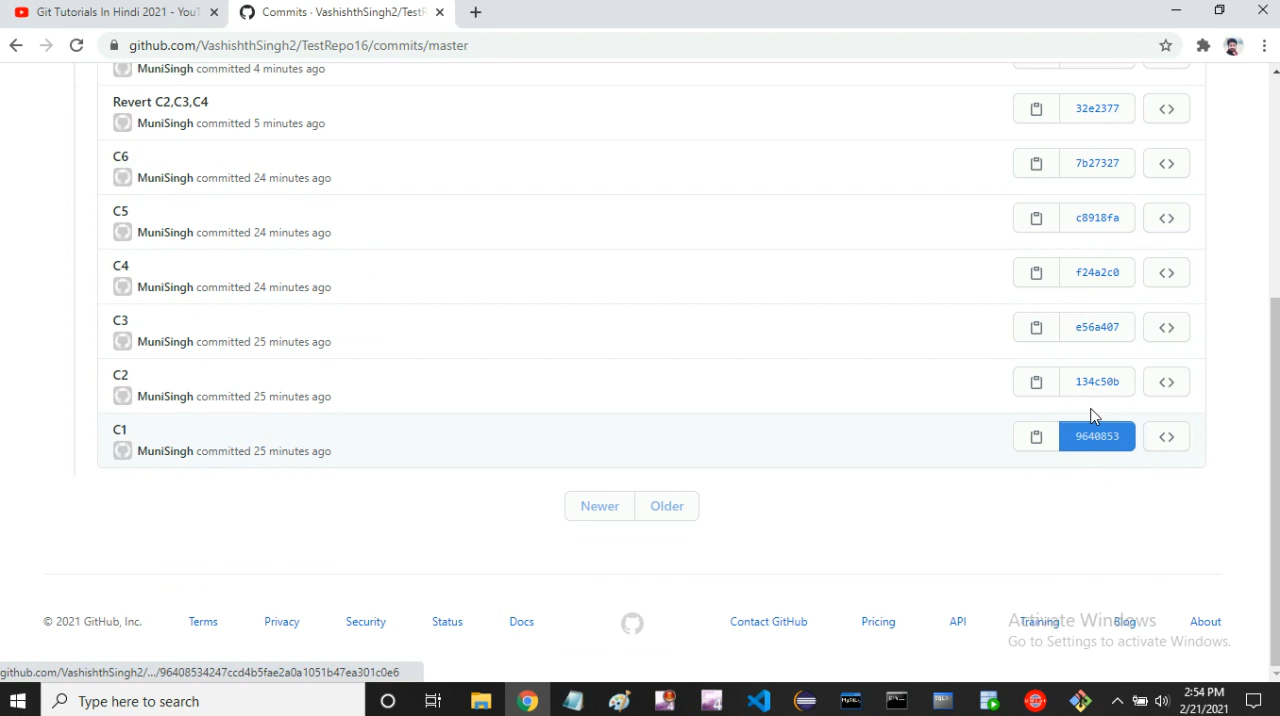 Git Tutorials In Hindi 2021 - YouT
Commits · VashishthSingh2/TestR
github.com/VashishthSingh2/TestRepo16/commits/master
MuniSingh committed 4 minutes ago
Revert C2,C3,C4
MuniSingh committed 5 minutes ago
32e2377
C6
MuniSingh committed 24 minutes ago
7b27327
C5
MuniSingh committed 24 minutes ago
c8918fa
C4
MuniSingh committed 24 minutes ago
f24a2c0
C3
MuniSingh committed 25 minutes ago
e56a407
C2
MuniSingh committed 25 minutes ago
134c50b
C1
MuniSingh committed 25 minutes ago
9640853
Newer Older
© 2021 GitHub, Inc. Terms Privacy Security Status Docs Contact GitHub Pricing API Training Blog About
Activate Windows
Go to Settings to activate Windows.
github.com/VashishthSingh2/.../96408534247ccd4b5fae2a0a1051b47ea301c0e6
Type here to search
2:54 PM
2/21/2021